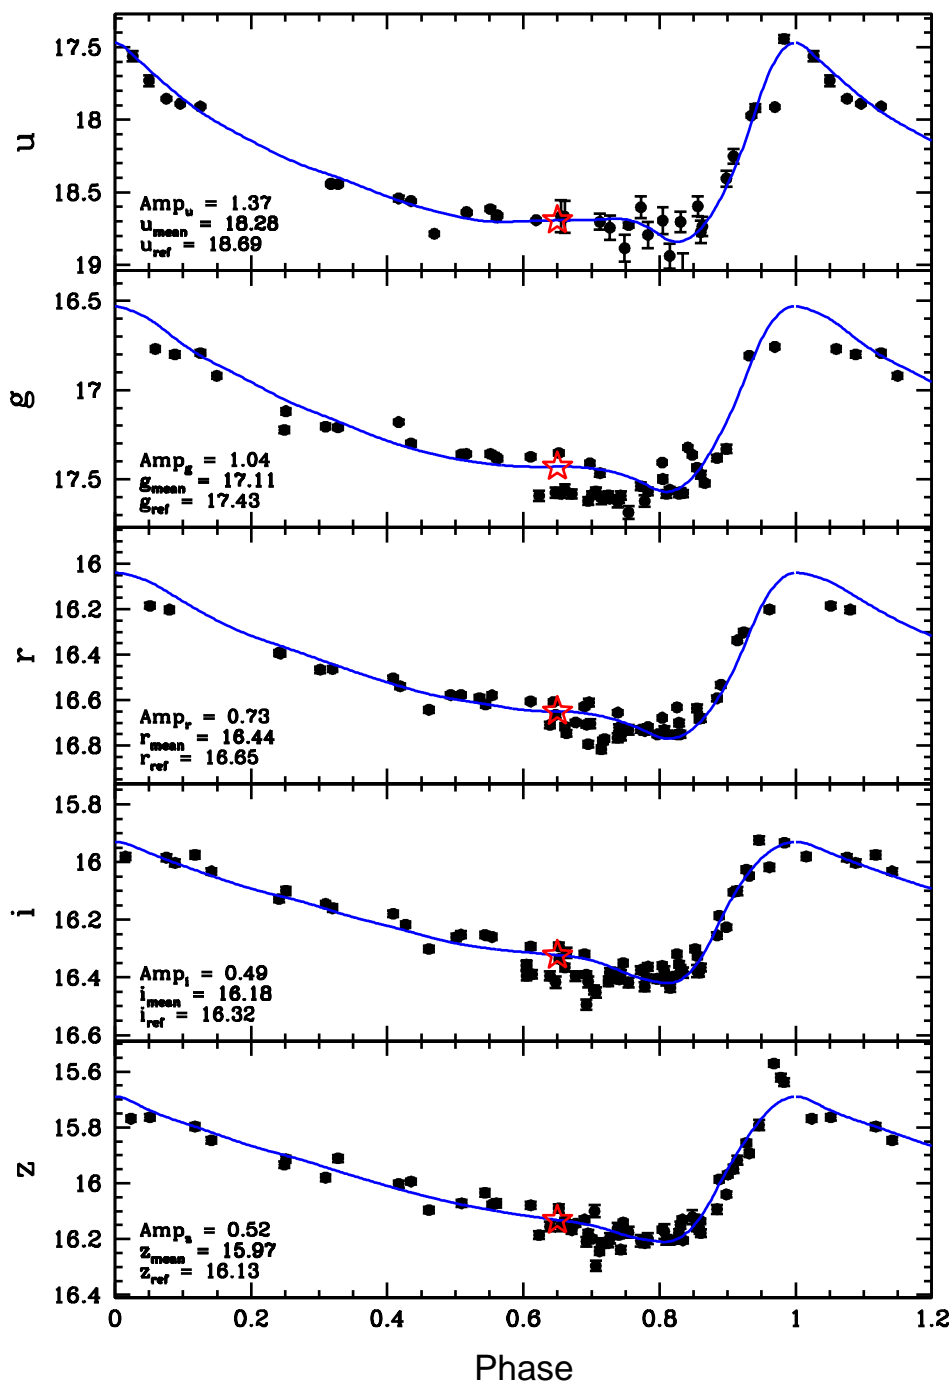 17.5
18
18.5
19
u
Amp_u = 1.37
u_mean = 18.28
u_ref = 18.69
16.5
17
17.5
g
Amp_g = 1.04
g_mean = 17.11
g_ref = 17.43
16
16.2
16.4
16.6
16.8
r
Amp_r = 0.73
r_mean = 16.44
r_ref = 16.65
15.8
16
16.2
16.4
16.6
i
Amp_i = 0.49
i_mean = 16.18
i_ref = 16.32
15.6
15.8
16
16.2
16.4
z
Amp_z = 0.52
z_mean = 15.97
z_ref = 16.13
0 0.2 0.4 0.6 0.8 1 1.2
Phase